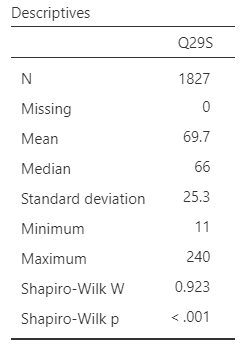 Descriptives
Q29S
N 1827
Missing 0
Mean 69.7
Median 66
Standard deviation 25.3
Minimum 11
Maximum 240
Shapiro-Wilk W 0.923
Shapiro-Wilk p < .001